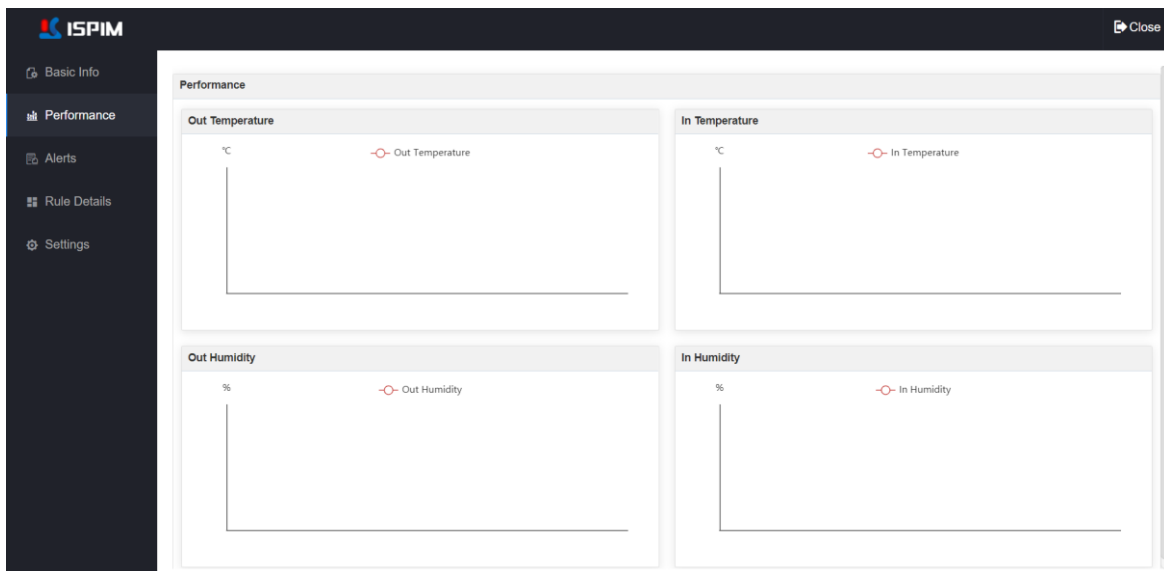 ISPIM
Close
Basic Info
Performance
Alerts
Rule Details
Settings
Performance
Out Temperature
°C
Out Temperature
In Temperature
°C
In Temperature
Out Humidity
%
Out Humidity
In Humidity
%
In Humidity